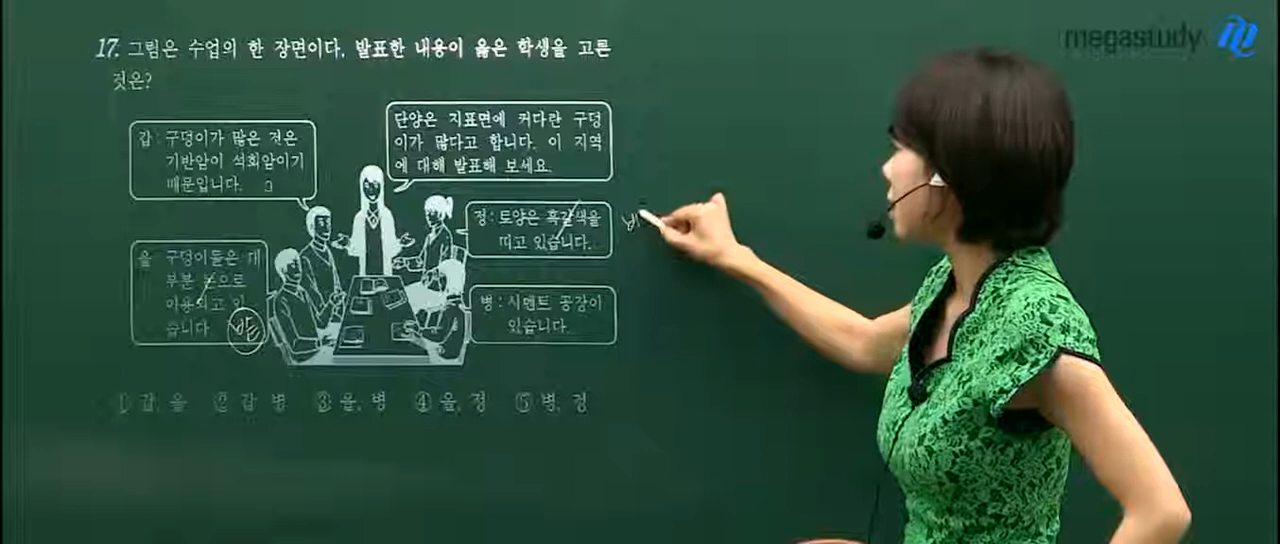 megastudy
17. 그림은 수업의 한 장면이다. 발표한 내용이 옳은 학생을 고른
것은?
단양은 지표면에 커다란 구덩
이가 많다고 합니다. 이 지역
에 대해 발표해 보세요.
갑: 구덩이가 많은 것은
기반암이 석회암이기
때문입니다.
정: 토양은 흑갈색을
띠고 있습니다.
을: 구덩이들은 대
부분 논으로
이용되고 있
습니다.
밭
병: 시멘트 공장이
있습니다.
① 갑, 을 ② 갑, 병 ③ 을, 병 ④ 을, 정 ⑤ 병, 정